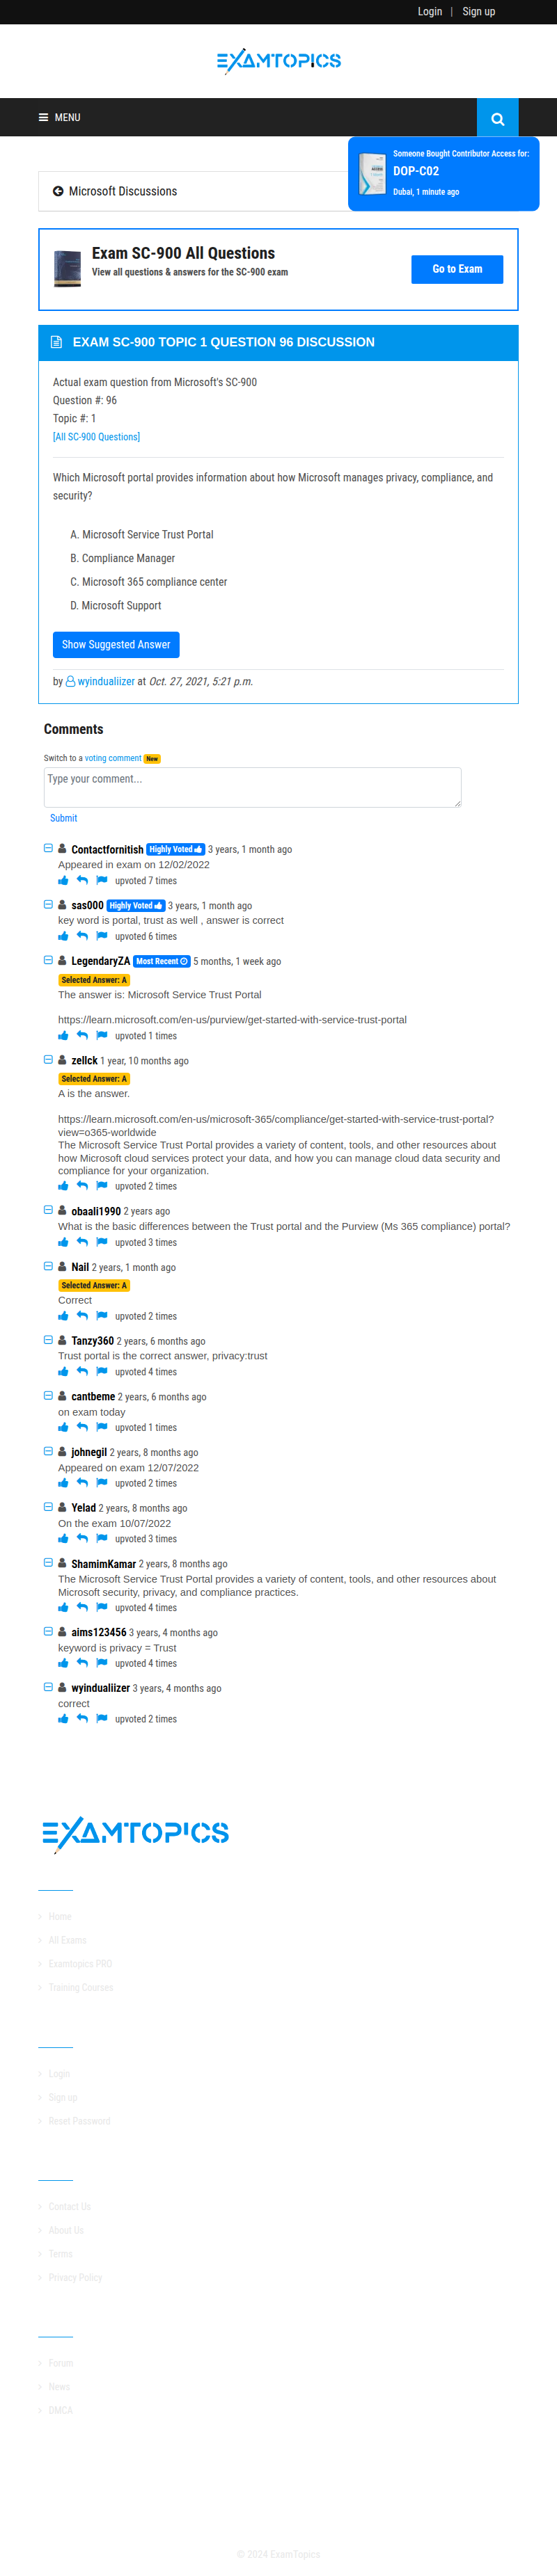 Login | Sign up
EXAMTOPICS
MENU
Someone Bought Contributor Access for:
DOP-C02
Dubai, 1 minute ago
Microsoft Discussions
Exam SC-900 All Questions
View all questions & answers for the SC-900 exam
Go to Exam
EXAM SC-900 TOPIC 1 QUESTION 96 DISCUSSION
Actual exam question from Microsoft's SC-900
Question #: 96
Topic #: 1
[All SC-900 Questions]
Which Microsoft portal provides information about how Microsoft manages privacy, compliance, and
security?
A. Microsoft Service Trust Portal
B. Compliance Manager
C. Microsoft 365 compliance center
D. Microsoft Support
Show Suggested Answer
by wyindualiizer at Oct. 27, 2021, 5:21 p.m.
Comments
Switch to a voting comment New
Type your comment...
Submit
Contactfornitish Highly Voted 3 years, 1 month ago
Appeared in exam on 12/02/2022
upvoted 7 times
sas000 Highly Voted 3 years, 1 month ago
key word is portal, trust as well , answer is correct
upvoted 6 times
LegendaryZA Most Recent 5 months, 1 week ago
Selected Answer: A
The answer is: Microsoft Service Trust Portal
https://learn.microsoft.com/en-us/purview/get-started-with-service-trust-portal
upvoted 1 times
zellck 1 year, 10 months ago
Selected Answer: A
A is the answer.
https://learn.microsoft.com/en-us/microsoft-365/compliance/get-started-with-service-trust-portal?
view=o365-worldwide
The Microsoft Service Trust Portal provides a variety of content, tools, and other resources about
how Microsoft cloud services protect your data, and how you can manage cloud data security and
compliance for your organization.
upvoted 2 times
obaali1990 2 years ago
What is the basic differences between the Trust portal and the Purview (Ms 365 compliance) portal?
upvoted 3 times
Nail 2 years, 1 month ago
Selected Answer: A
Correct
upvoted 2 times
Tanzy360 2 years, 6 months ago
Trust portal is the correct answer, privacy:trust
upvoted 4 times
cantbeme 2 years, 6 months ago
on exam today
upvoted 1 times
johnegil 2 years, 8 months ago
Appeared on exam 12/07/2022
upvoted 2 times
Yelad 2 years, 8 months ago
On the exam 10/07/2022
upvoted 3 times
ShamimKamar 2 years, 8 months ago
The Microsoft Service Trust Portal provides a variety of content, tools, and other resources about
Microsoft security, privacy, and compliance practices.
upvoted 4 times
aims123456 3 years, 4 months ago
keyword is privacy = Trust
upvoted 4 times
wyindualiizer 3 years, 4 months ago
correct
upvoted 2 times
EXAMTOPICS
Home
All Exams
Examtopics PRO
Training Courses
Login
Sign up
Reset Password
Contact Us
About Us
Terms
Privacy Policy
Forum
News
DMCA
© 2024 ExamTopics